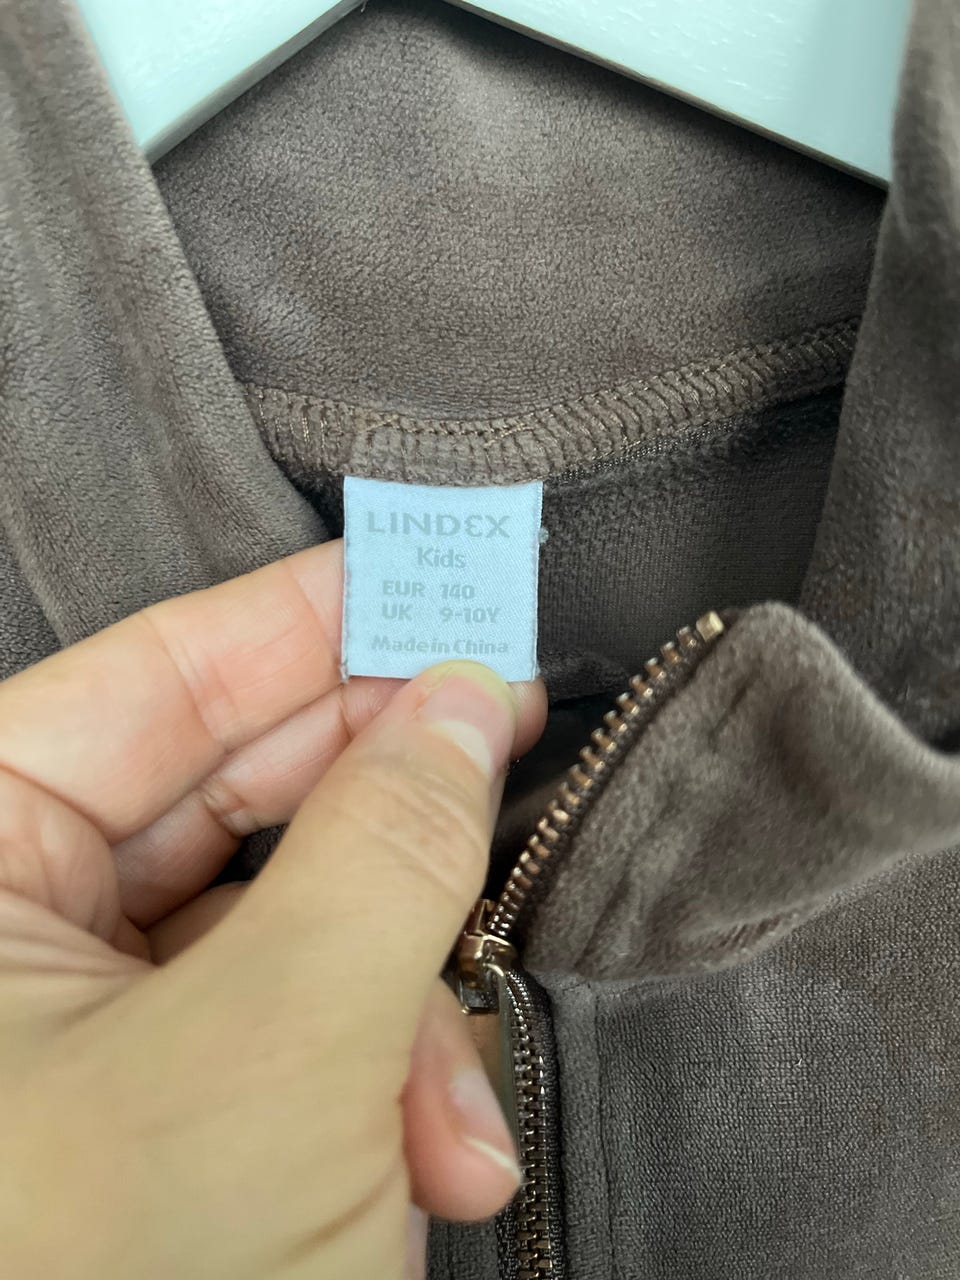 LINDEX
Kids
EUR 140
UK 9-10Y
Made in China